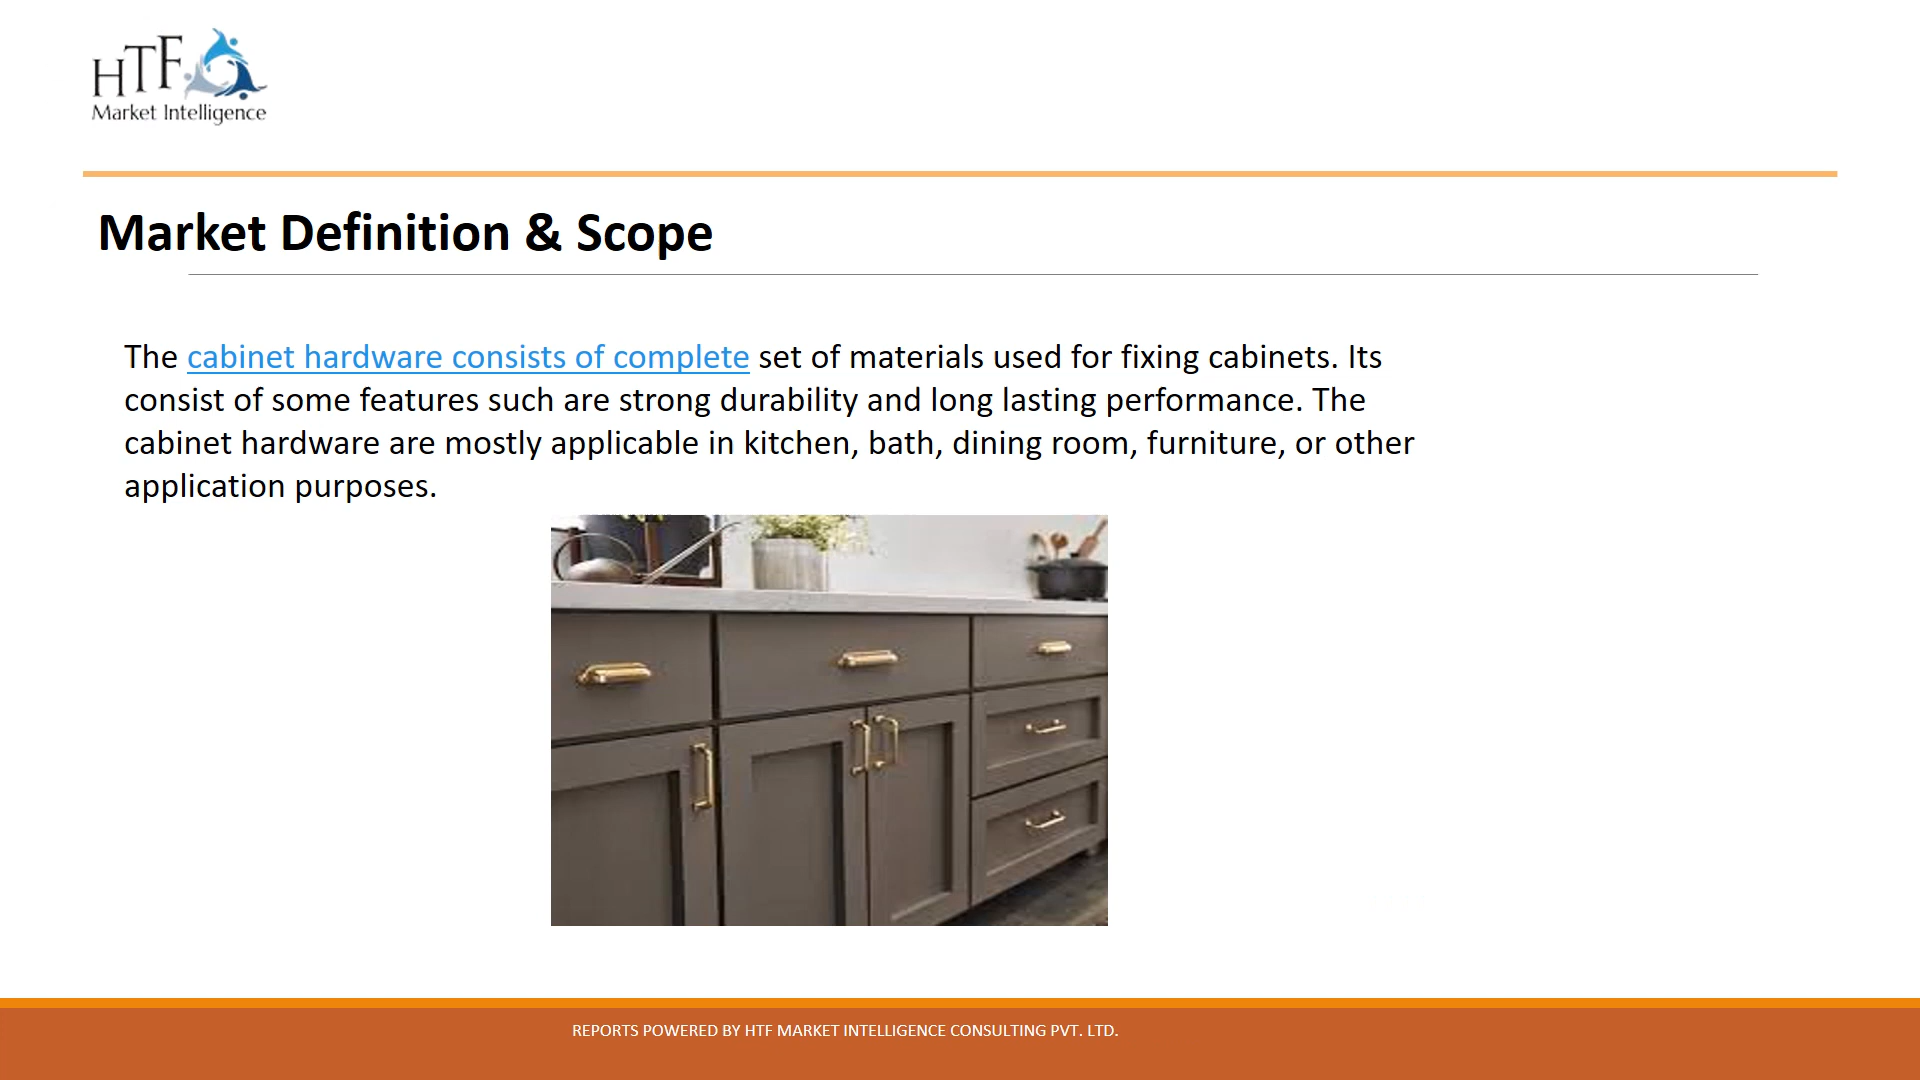 HTF
Market Intelligence
Market Definition & Scope
The cabinet hardware consists of complete set of materials used for fixing cabinets. Its
consist of some features such are strong durability and long lasting performance. The
cabinet hardware are mostly applicable in kitchen, bath, dining room, furniture, or other
application purposes.
REPORTS POWERED BY HTF MARKET INTELLIGENCE CONSULTING PVT. LTD.